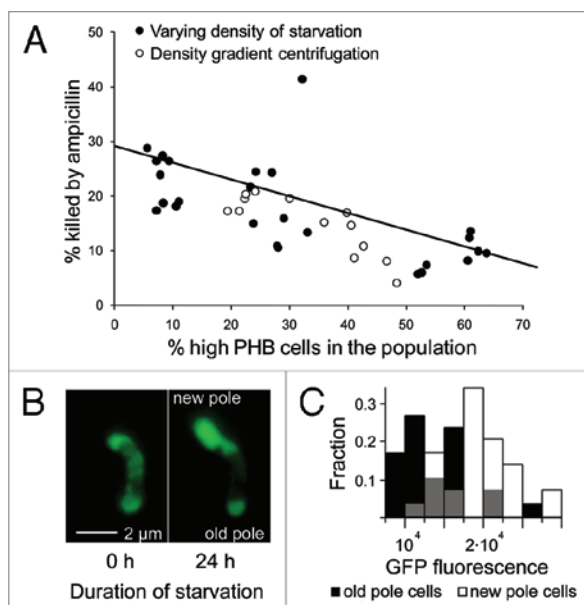 A
50
40
30
20
10
0
% killed by ampicillin
● Varying density of starvation
○ Density gradient centrifugation
0 10 20 30 40 50 60 70
% high PHB cells in the population
B
new pole
2 µm
old pole
0 h 24 h
Duration of starvation
C
Fraction
0.3
0.2
0.1
10⁴ 2·10⁴
GFP fluorescence
■ old pole cells □ new pole cells